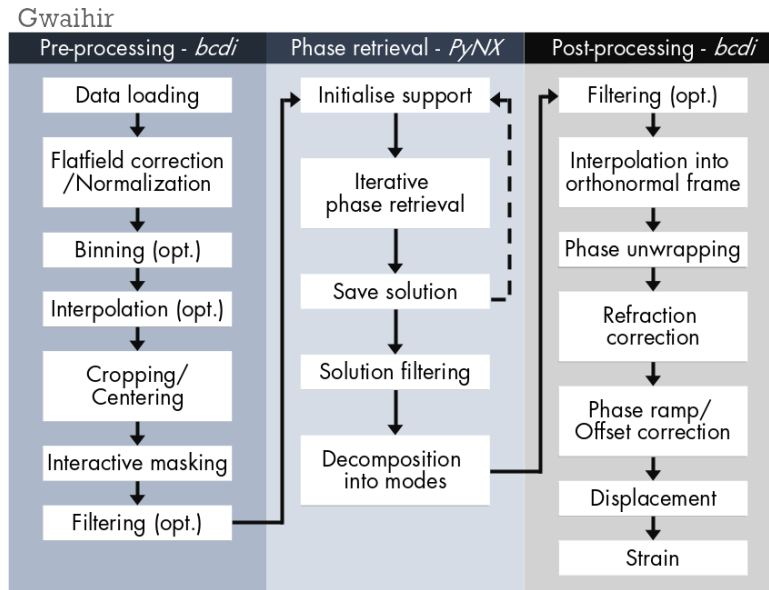 Gwaihir
Pre-processing - bcdi
Data loading
Flatfield correction
/Normalization
Binning (opt.)
Interpolation (opt.)
Cropping/
Centering
Interactive masking
Filtering (opt.)
Phase retrieval - PyNX
Initialise support
Iterative
phase retrieval
Save solution
Solution filtering
Decomposition
into modes
Post-processing - bcdi
Filtering (opt.)
Interpolation into
orthonormal frame
Phase unwrapping
Refraction
correction
Phase ramp/
Offset correction
Displacement
Strain